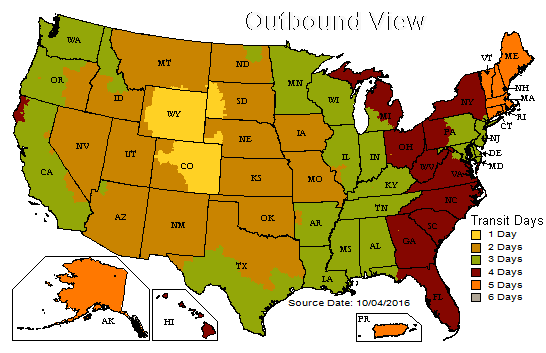 Outbound View
WA
MT
ND
MN
VT
ME
OR
ID
SD
WI
MI
NY
NH
MA
RI
CT
WY
NE
IA
PA
NJ
NV
UT
CO
IL
IN
OH
DE
MD
CA
KS
MO
WV
VA
KY
AZ
NM
OK
AR
TN
NC
SC
TX
LA
MS
AL
GA
FL
AK
HI
PR
Transit Days
1 Day
2 Days
3 Days
4 Days
5 Days
6 Days
Source Date: 10/04/2016